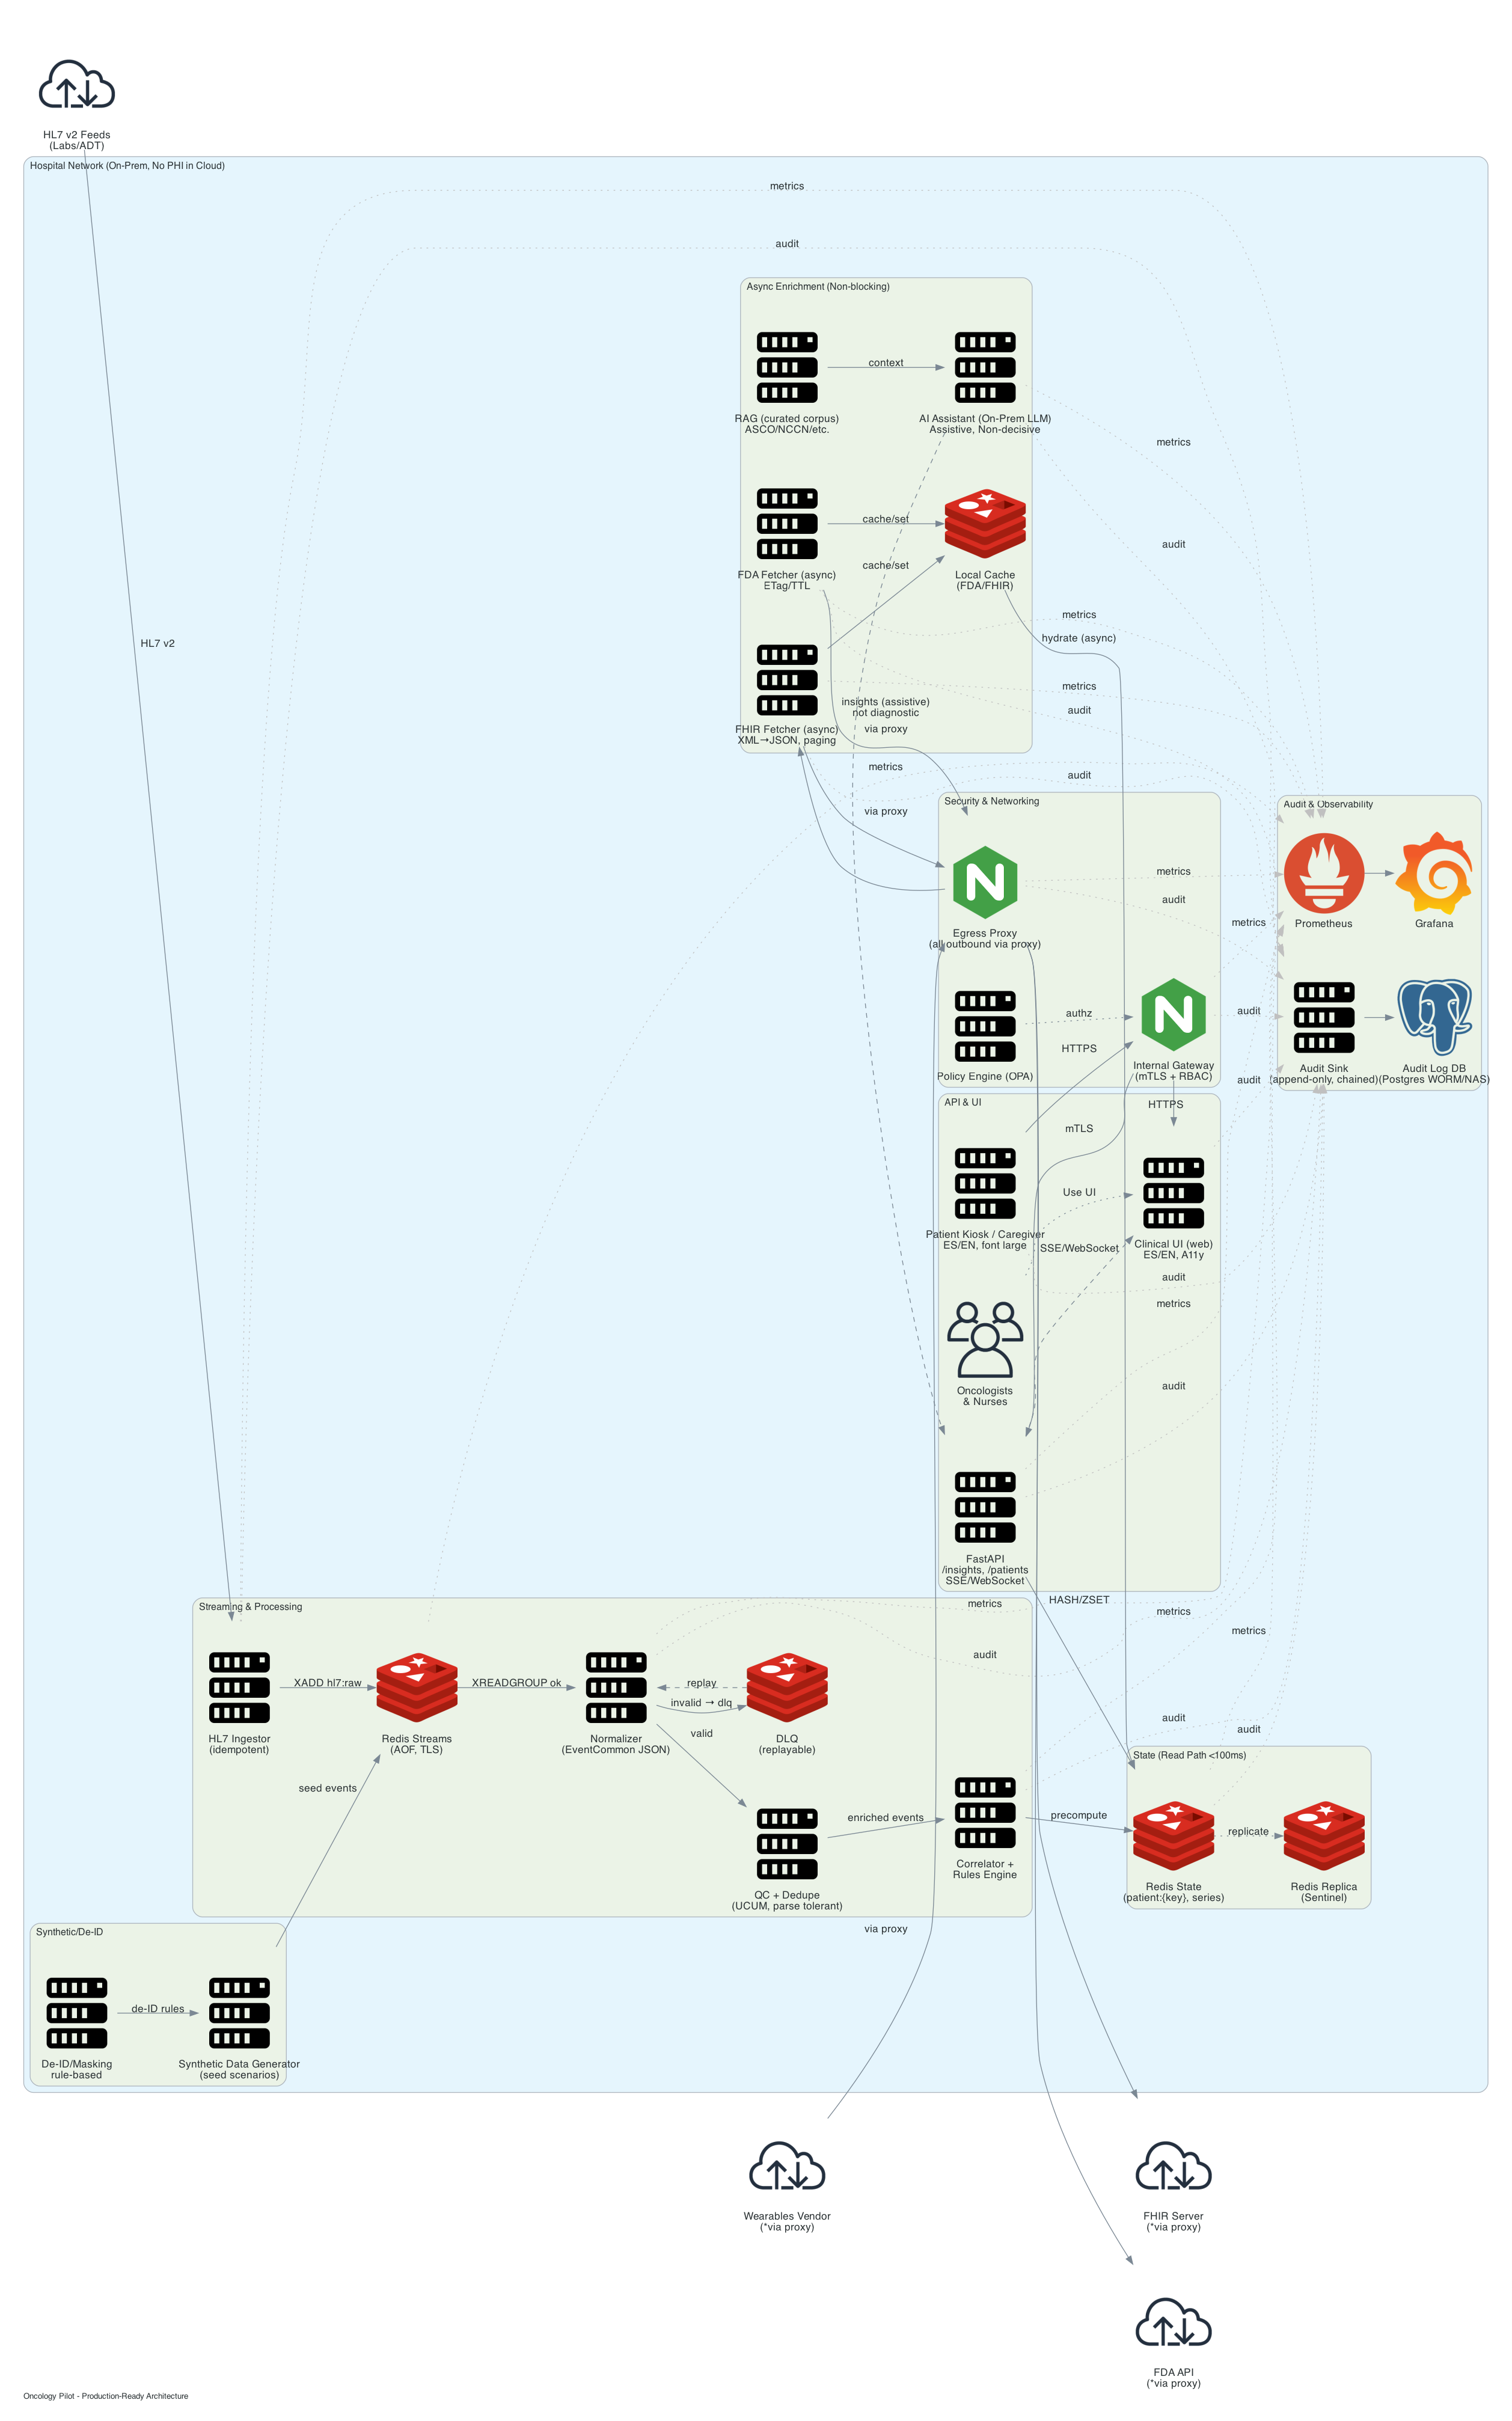 HL7 v2 Feeds
(Labs/ADT)
Hospital Network (On-Prem, No PHI in Cloud)
metrics
audit
Async Enrichment (Non-blocking)
context
RAG (curated corpus)
ASCO/NCCN/etc.
AI Assistant (On-Prem LLM)
Assistive, Non-decisive
metrics
cache/set
audit
cache/set
FDA Fetcher (async)
ETag/TTL
Local Cache
(FDA/FHIR)
metrics
hydrate (async)
HL7 v2
metrics
insights (assistive)
not diagnostic
audit
FHIR Fetcher (async)
XML→JSON, paging
via proxy
metrics
audit
Security & Networking
Audit & Observability
via proxy
metrics
audit
metrics
Prometheus
Grafana
Egress Proxy
(all outbound via proxy)
authz
audit
HTTPS
Policy Engine (OPA)
Internal Gateway
(mTLS + RBAC)
Audit Sink
(append-only, chained)
Audit Log DB
(Postgres WORM/NAS)
audit
API & UI
HTTPS
mTLS
Use UI
Patient Kiosk / Caregiver
ES/EN, font large
SSE/WebSocket
Clinical UI (web)
ES/EN, A11y
audit
metrics
audit
Oncologists
& Nurses
FastAPI
/insights, /patients
SSE/WebSocket
HASH/ZSET
Streaming & Processing
metrics
metrics
metrics
audit
XADD hl7:raw
XREADGROUP ok
replay
invalid → dlq
valid
audit
audit
HL7 Ingestor
(idempotent)
Redis Streams
(AOF, TLS)
Normalizer
(EventCommon JSON)
DLQ
(replayable)
State (Read Path <100ms)
seed events
enriched events
precompute
replicate
Correlator +
Rules Engine
QC + Dedupe
(UCUM, parse tolerant)
Redis State
(patient:{key}, series)
Redis Replica
(Sentinel)
via proxy
Synthetic/De-ID
de-ID rules
De-ID/Masking
rule-based
Synthetic Data Generator
(seed scenarios)
Wearables Vendor
(*via proxy)
FHIR Server
(*via proxy)
FDA API
(*via proxy)
Oncology Pilot - Production-Ready Architecture